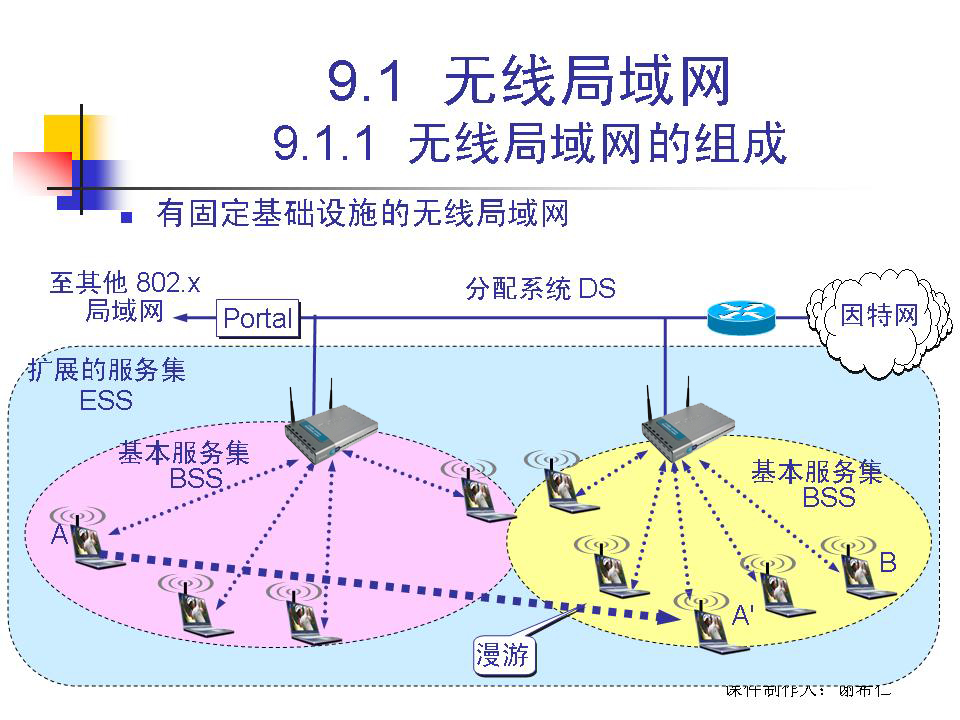 9.1 无线局域网
9.1.1 无线局域网的组成
有固定基础设施的无线局域网
至其他 802.x
局域网
Portal
分配系统 DS
因特网
扩展的服务集
ESS
基本服务集
BSS
基本服务集
BSS
A
B
A'
漫游
课件制作人：谢希仁